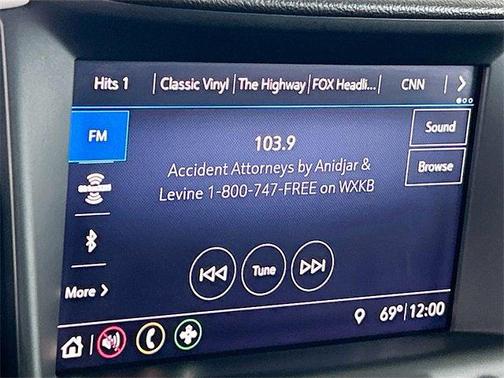 Hits 1 | Classic Vinyl | The Highway | FOX Headli... | CNN
FM
103.9
Sound
Accident Attorneys by Anidjar &
Levine 1-800-747-FREE on WXKB
Browse
Tune
More
69° 12:00